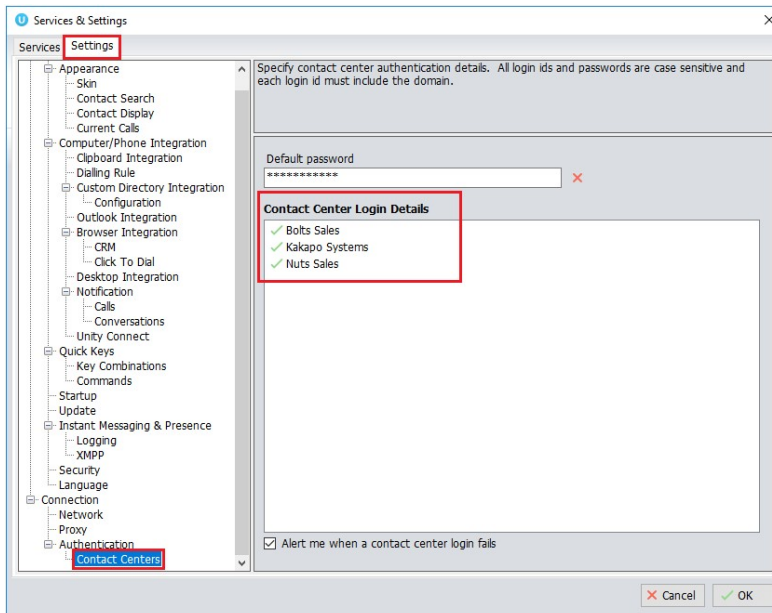 Services & Settings
Services Settings
Appearance
Skin
Contact Search
Contact Display
Current Calls
Computer/Phone Integration
Clipboard Integration
Dialling Rule
Custom Directory Integration
Configuration
Outlook Integration
Browser Integration
CRM
Click To Dial
Desktop Integration
Notification
Calls
Conversations
Unity Connect
Quick Keys
Key Combinations
Commands
Startup
Update
Instant Messaging & Presence
Logging
XMPP
Security
Language
Connection
Network
Proxy
Authentication
Contact Centers
Specify contact center authentication details. All login ids and passwords are case sensitive and
each login id must include the domain.
Default password
***********
Contact Center Login Details
Bolts Sales
Kakapo Systems
Nuts Sales
Alert me when a contact center login fails
Cancel OK